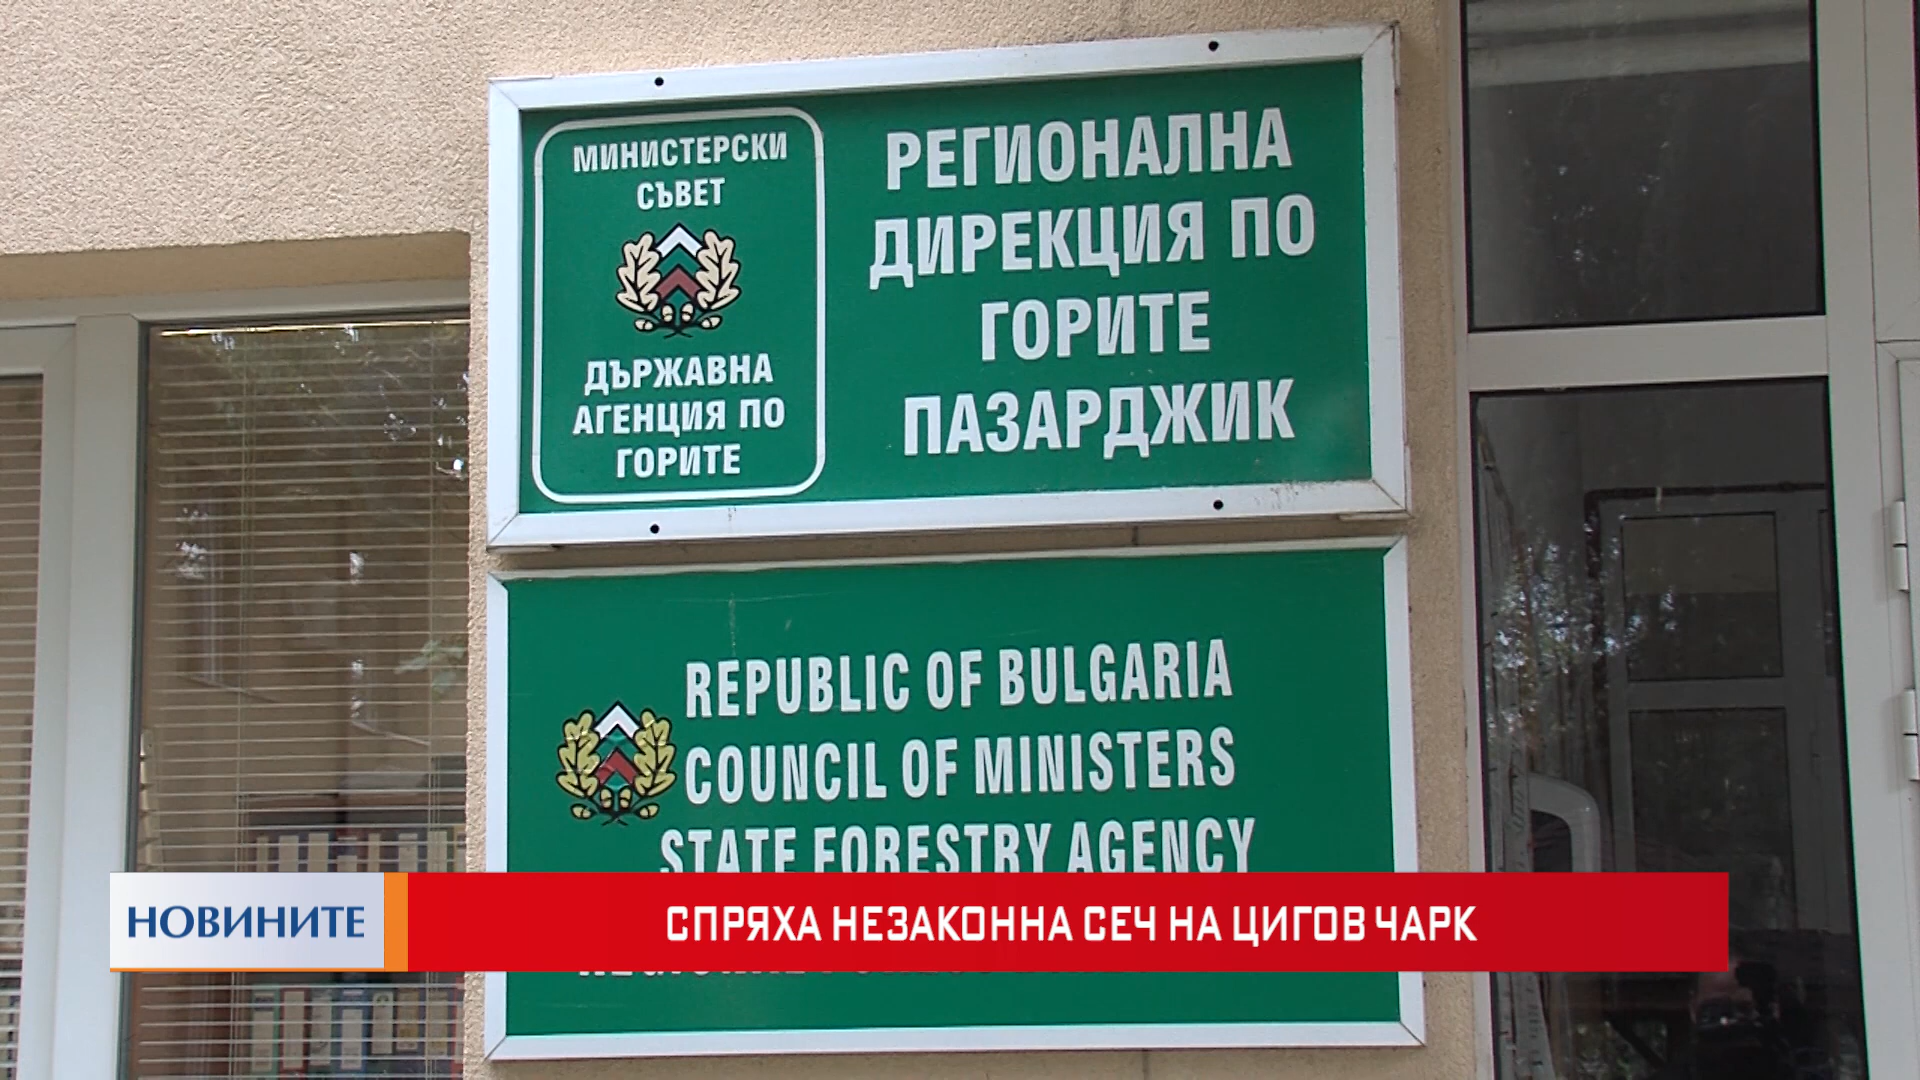 МИНИСТЕРСКИ
СЪВЕТ
ДЪРЖАВНА
АГЕНЦИЯ ПО
ГОРИТЕ
РЕГИОНАЛНА
ДИРЕКЦИЯ ПО
ГОРИТЕ
ПАЗАРДЖИК
REPUBLIC OF BULGARIA
COUNCIL OF MINISTERS
STATE FORESTRY AGENCY
НОВИНИТЕ
СПРЯХА НЕЗАКОННА СЕЧ НА ЦИГОВ ЧАРК